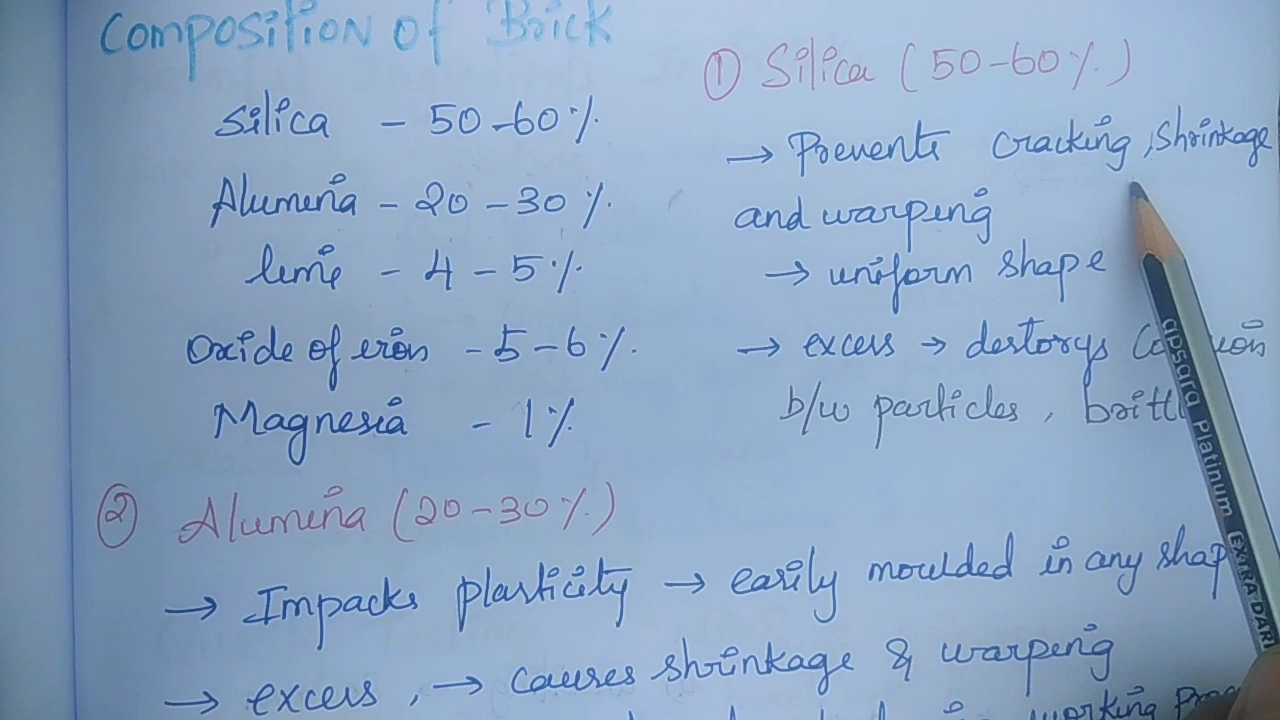 Composition of Brick
Silica - 50-60%
Alumina - 20-30%
lime - 4-5%
Oxide of iron - 5-6%.
Magnesia - 1%
① Silica (50-60%)
→ Prevents cracking, shrinkage
and warping
→ uniform shape
→ excess → destorys
b/w particles,
② Alumina (20-30%)
→ Impacks plasticity → easily moulded in any shap
→ excess, → causes shrinkage & warping
working
apsara Platinum EXTRA DARK